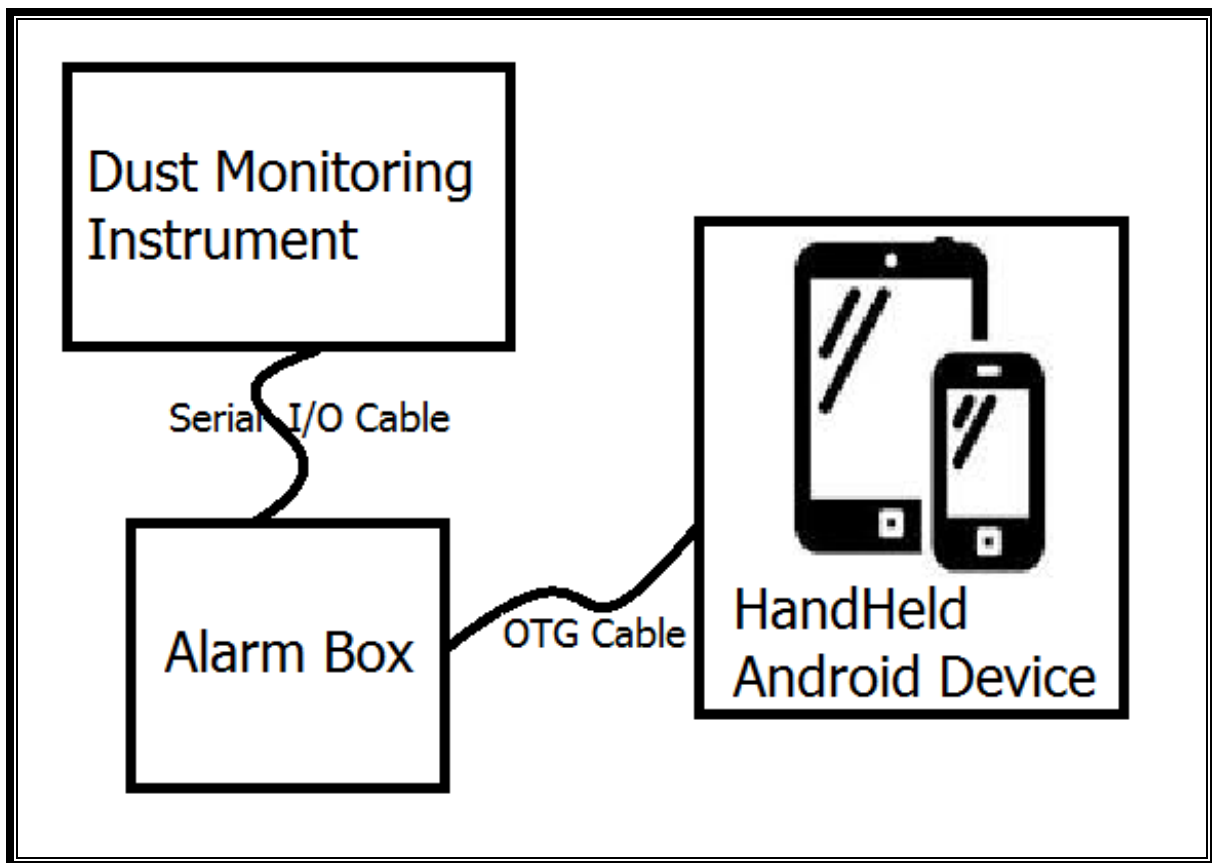 Dust Monitoring
Instrument
Serial I/O Cable
Alarm Box
OTG Cable
HandHeld
Android Device